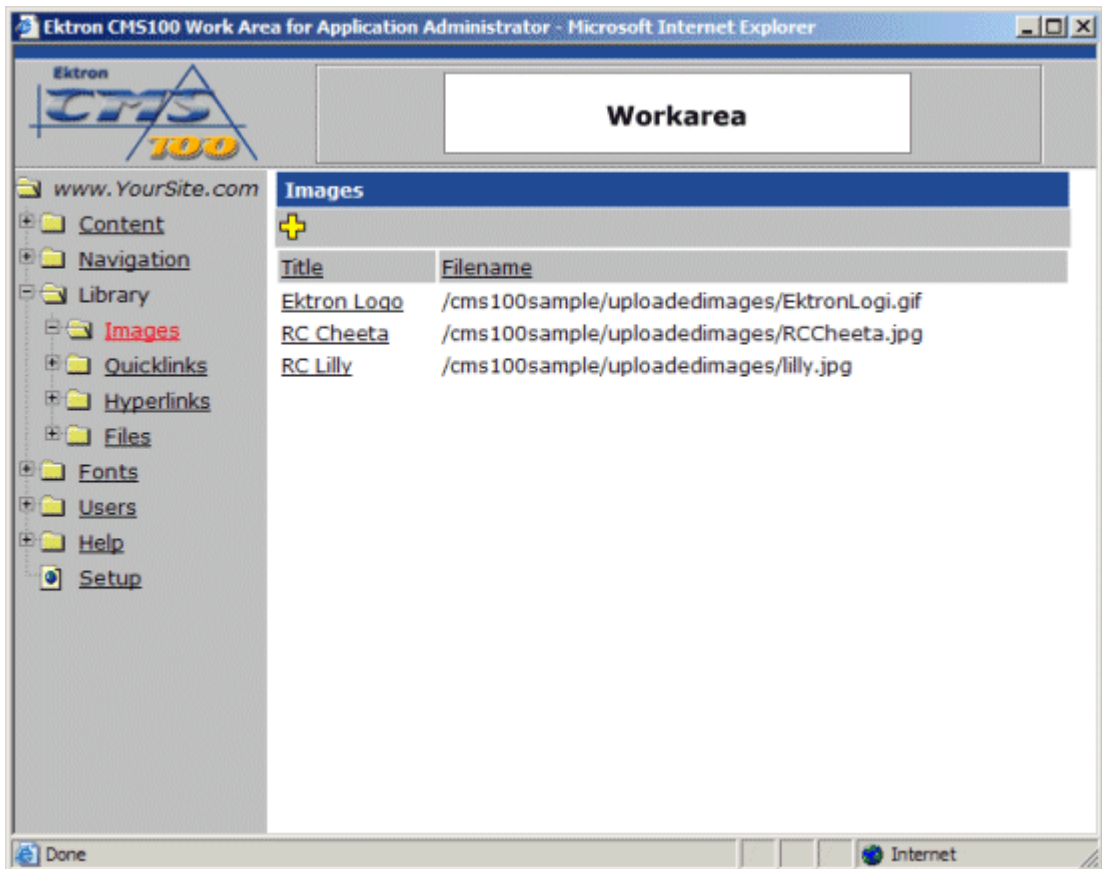 Ektron CMS100 Work Area for Application Administrator - Microsoft Internet Explorer
Ektron
CMS
100
Workarea
www.YourSite.com
Content
Navigation
Library
Images
Quicklinks
Hyperlinks
Files
Fonts
Users
Help
Setup
Images
Title Filename
Ektron Logo /cms100sample/uploadedimages/EktronLogi.gif
RC Cheeta /cms100sample/uploadedimages/RCCheeta.jpg
RC Lilly /cms100sample/uploadedimages/lilly.jpg
Done Internet